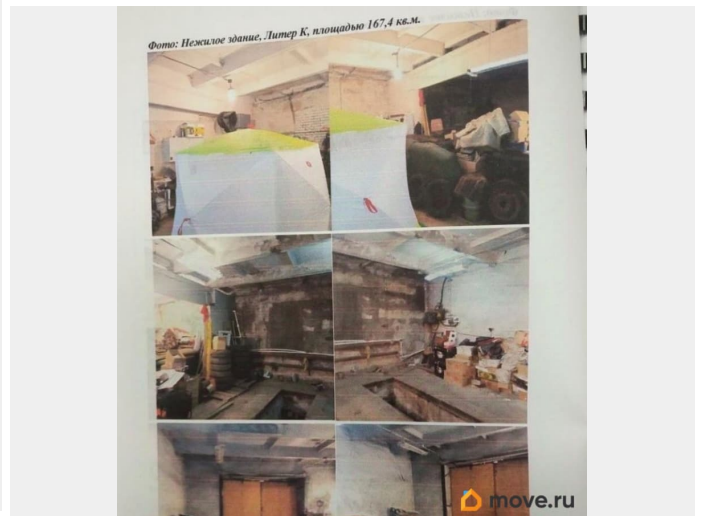 Фото: Нежилое здание, Литер К, площадью 167,4 кв.м.
move.ru